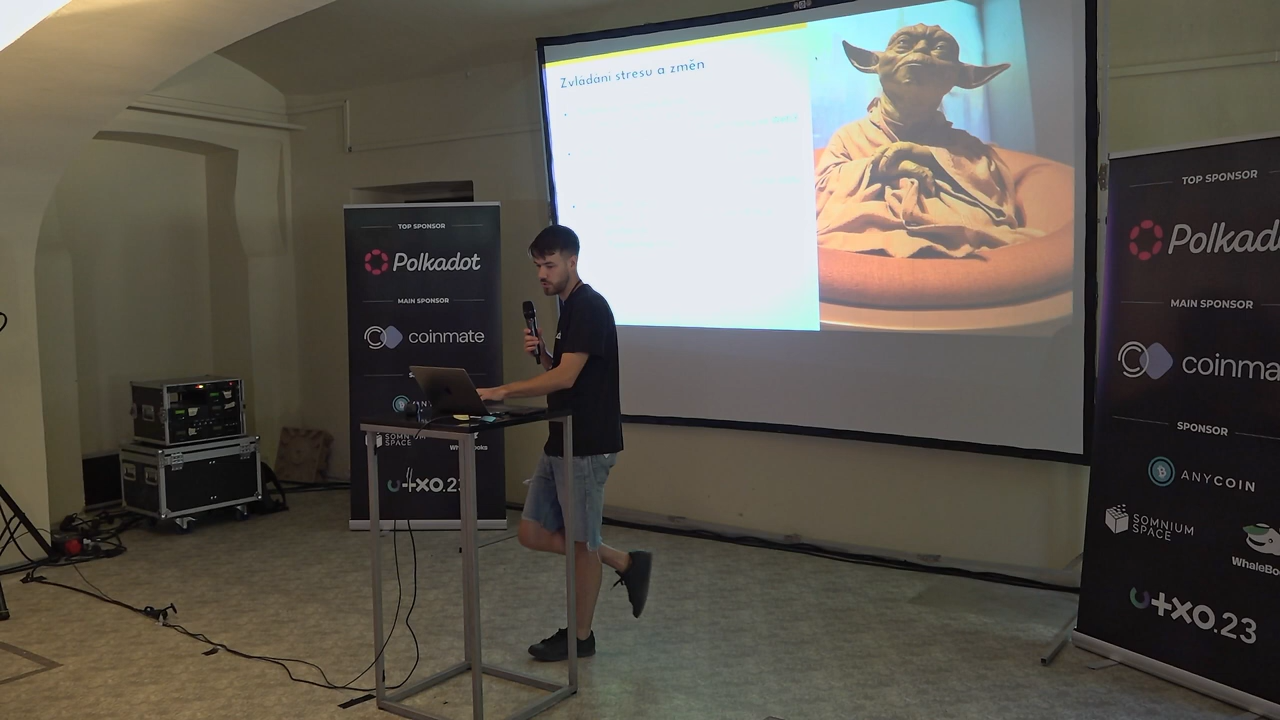 Zvládání stresu a změn
TOP SPONSOR
Polkadot
MAIN SPONSOR
coinmate
SOMNIUM
SPACE
UTXO.23
TOP SPONSOR
Polkad
MAIN SPONSOR
coinma
SPONSOR
ANYCOIN
SOMNIUM
SPACE
WhaleBo
UTXO.23